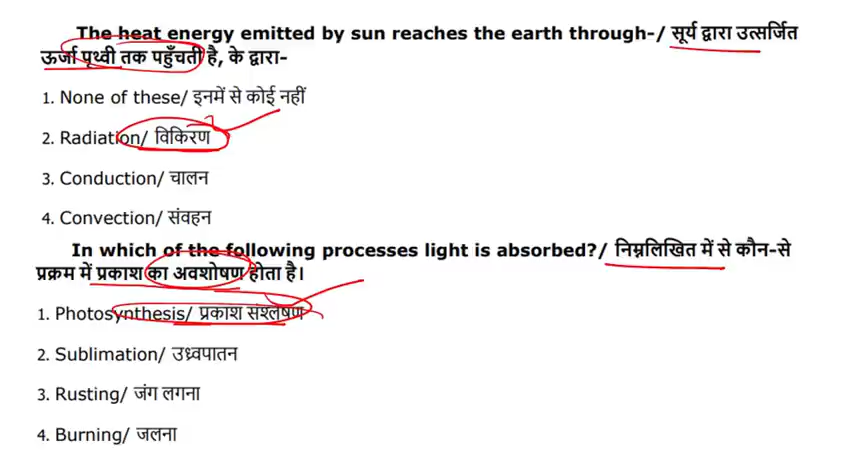 The heat energy emitted by sun reaches the earth through-/ सूर्य द्वारा उत्सर्जित
ऊर्जा पृथ्वी तक पहुँचती है, के द्वारा-
1. None of these/ इनमें से कोई नहीं
2. Radiation/ विकिरण
3. Conduction/ चालन
4. Convection/ संवहन
In which of the following processes light is absorbed?/ निम्नलिखित में से कौन-से
प्रक्रम में प्रकाश का अवशोषण होता है।
1. Photosynthesis/ प्रकाश संश्लेषण
2. Sublimation/ उध्र्वपातन
3. Rusting/ जंग लगना
4. Burning/ जलना